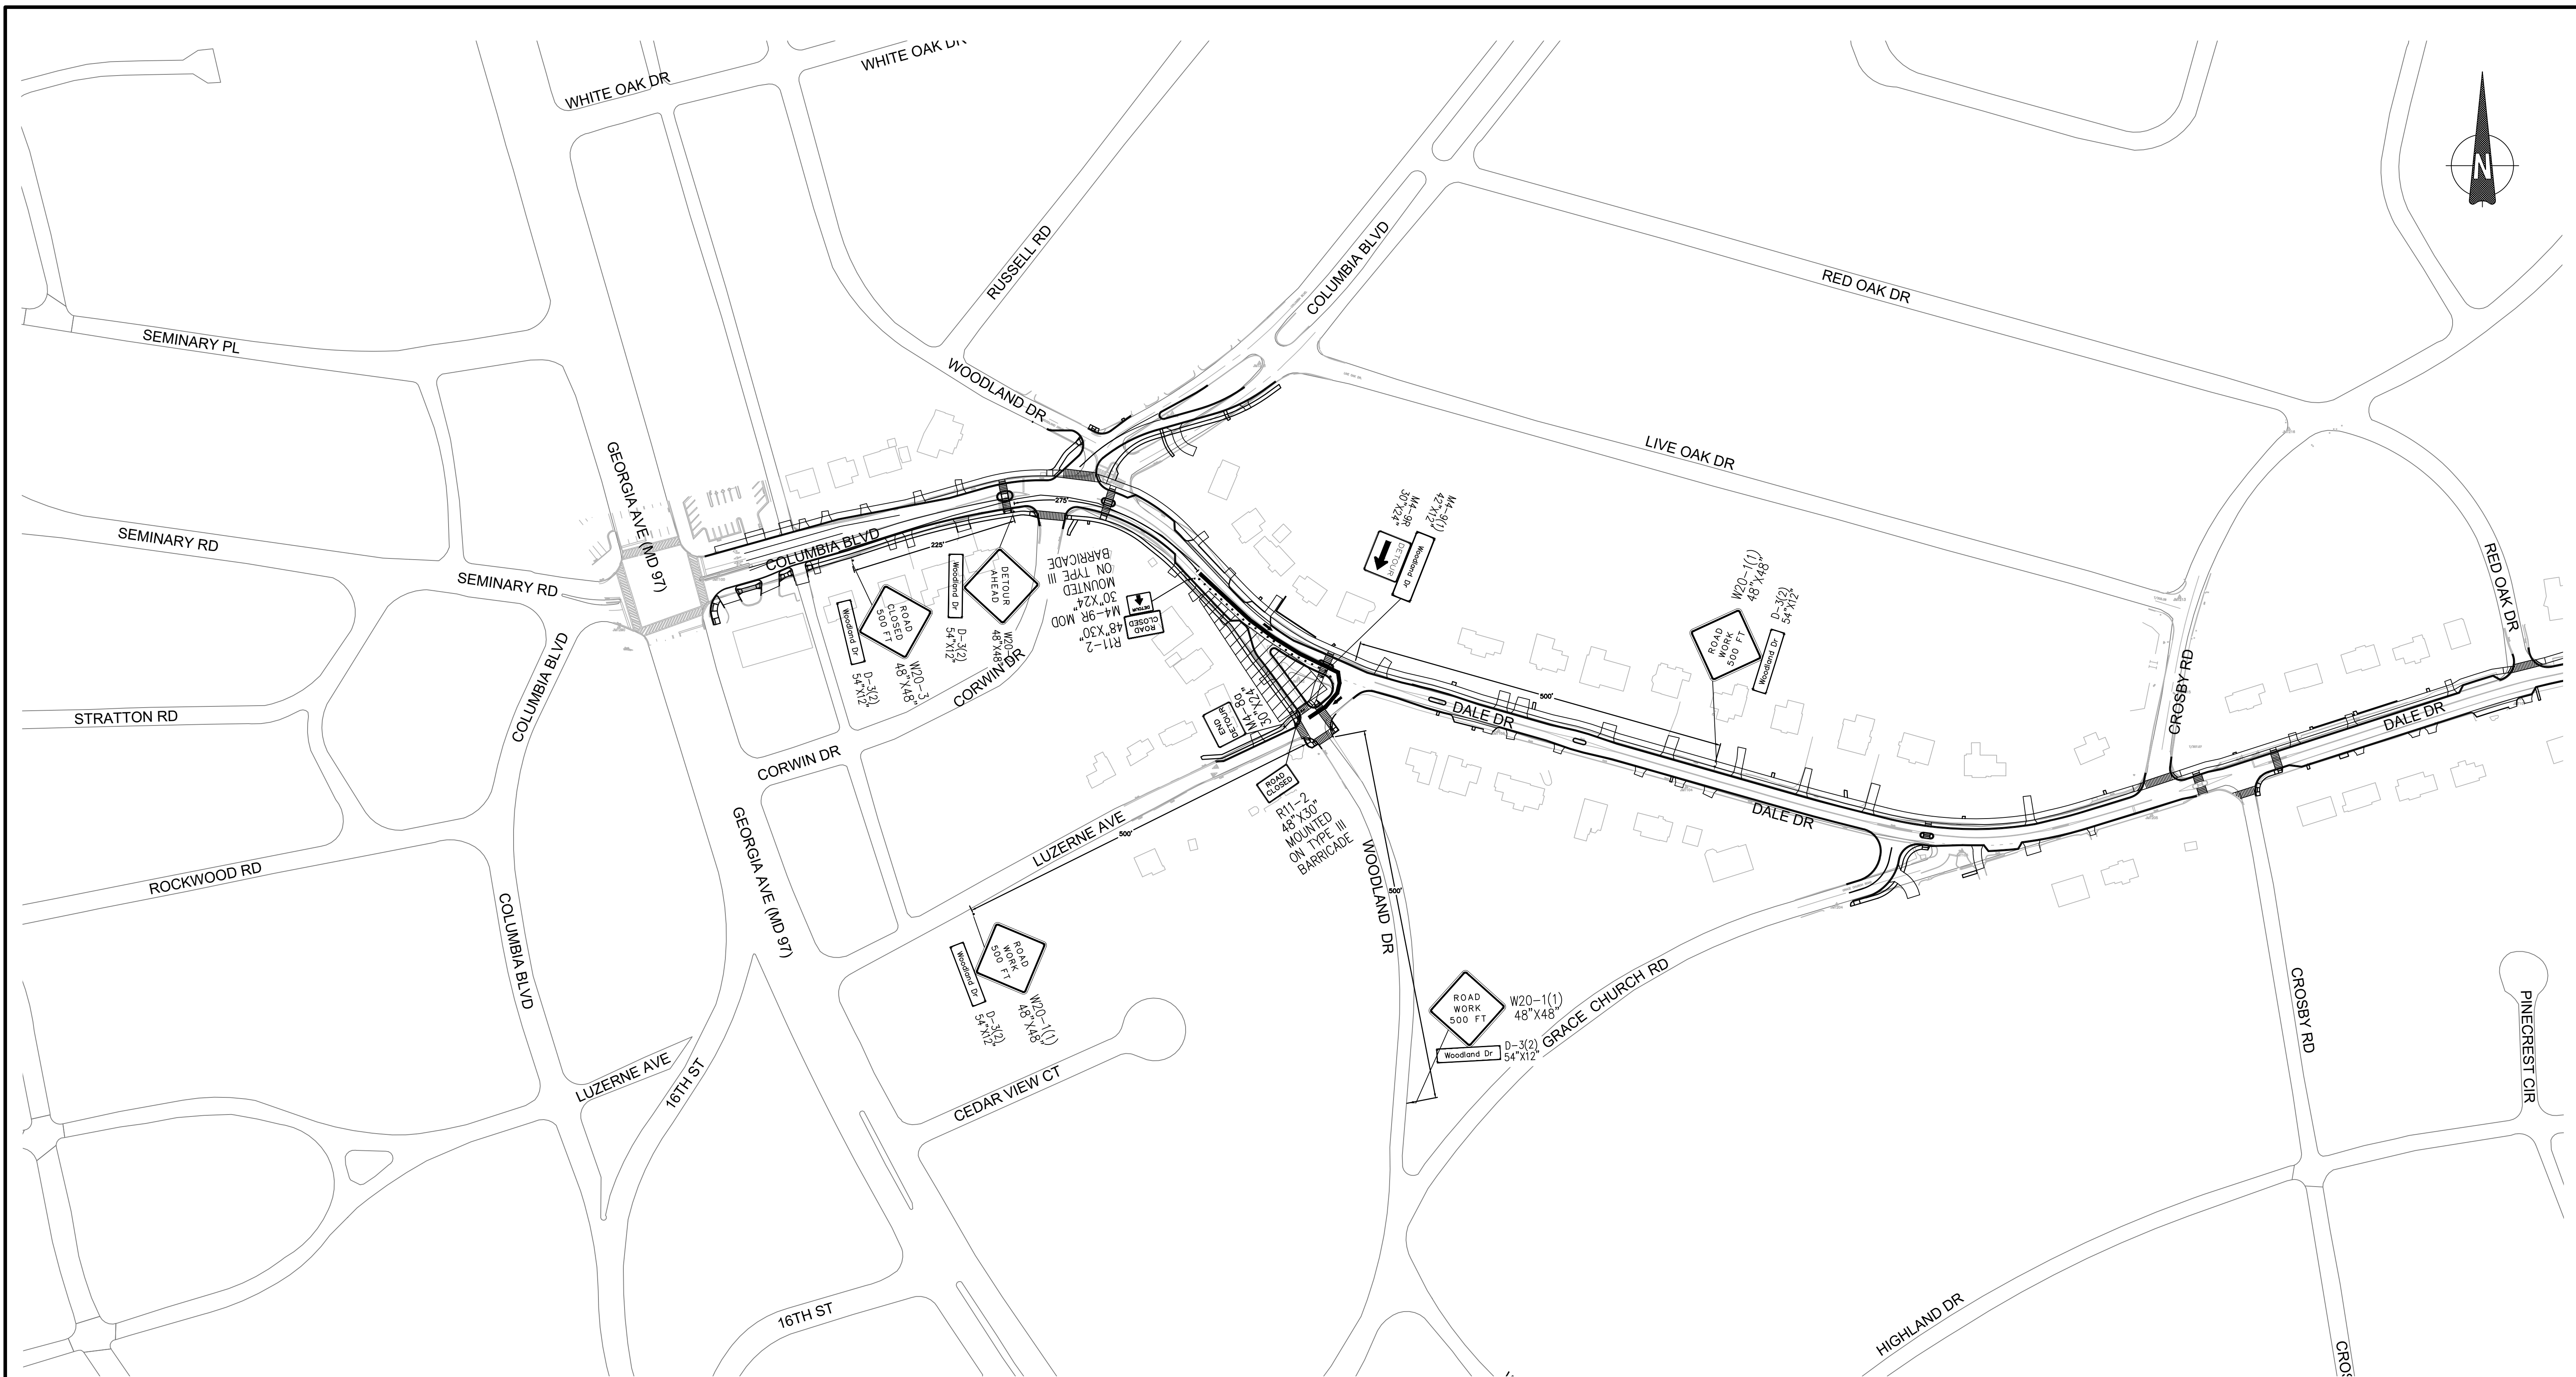 WHITE OAK DR
WHITE OAK DR
N
RUSSELL RD
COLUMBIA BLVD
RED OAK DR
SEMINARY PL
WOODLAND DR
GEORGIA AVE (MD 97)
LIVE OAK DR
SEMINARY RD
SEMINARY RD
COLUMBIA BLVD
275'
225'
ROAD
CLOSED
500 FT
Woodland Dr
W20-3
48"X48"
D-3(2)
54"X12"
DETOUR
AHEAD
Woodland Dr
48"X48"
D-3(2)
54"X12"
ROAD
CLOSED
DETOUR
R11-2
48"X30"
M4-9R MOD
30"X24"
MOUNTED
ON TYPE III
BARRICADE
DETOUR
Woodland Dr
M4-9R
30"X24"
M4-9(1)
42"X12"
ROAD
WORK
500 FT
Woodland Dr
W20-1(1)
48"X48"
D-3(2)
54"X12"
500'
END
DETOUR
M4-8a
30"X24"
ROAD
CLOSED
R11-2
48"X30"
MOUNTED
ON TYPE III
BARRICADE
DALE DR
DALE DR
DALE DR
RED OAK DR
CROSBY RD
STRATTON RD
COLUMBIA BLVD
CORWIN DR
CORWIN DR
GEORGIA AVE (MD 97)
LUZERNE AVE
500'
WOODLAND DR
500'
ROCKWOOD RD
COLUMBIA BLVD
ROAD
WORK
500 FT
Woodland Dr
W20-1(1)
48"X48"
D-3(2)
54"X12"
ROAD
WORK
500 FT
W20-1(1)
48"X48"
Woodland Dr
D-3(2)
54"X12"
GRACE CHURCH RD
CROSBY RD
PINECREST CIR
LUZERNE AVE
16TH ST
CEDAR VIEW CT
16TH ST
HIGHLAND DR
CROS